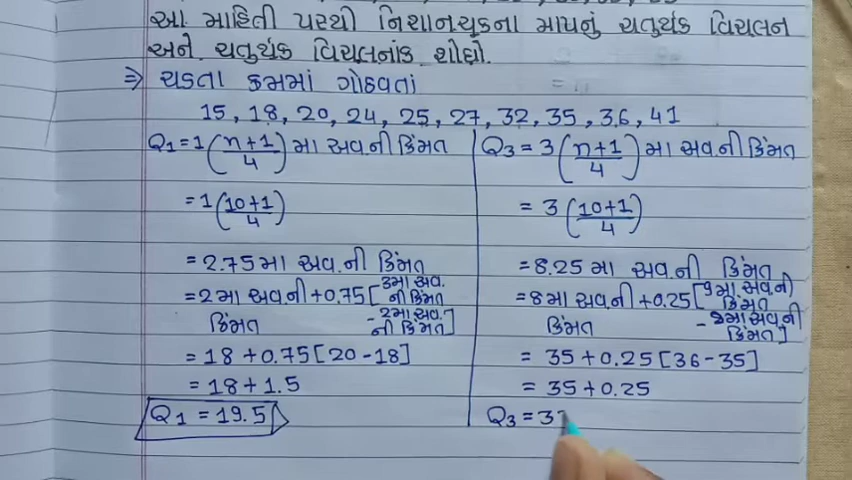 આ માહિતી પરથી નિશાનચૂકના માપનું ચતુર્થક વિચલન
અને ચતુર્થક વિચલનાંક શોધો.
⇒ ચડતા ક્રમમાં ગોઠવતાં
15, 18, 20, 24, 25, 27, 32, 35, 36, 41
Q1 = 1 (n+1/4) મા અવ.ની કિંમત
= 1 (10+1/4)
= 2.75 મા અવ.ની કિંમત
= 2 મા અવ.ની + 0.75 [3મા અવ.ની કિંમત
કિંમત - 2મા અવ.ની કિંમત]
= 18 + 0.75 [20 - 18]
= 18 + 1.5
Q1 = 19.5
Q3 = 3 (n+1/4) મા અવ.ની કિંમત
= 3 (10+1/4)
= 8.25 મા અવ.ની કિંમત
= 8 મા અવ.ની + 0.25 [9મા અવ.ની કિંમત
કિંમત - 8મા અવ.ની કિંમત]
= 35 + 0.25 [36 - 35]
= 35 + 0.25
Q3 = 3